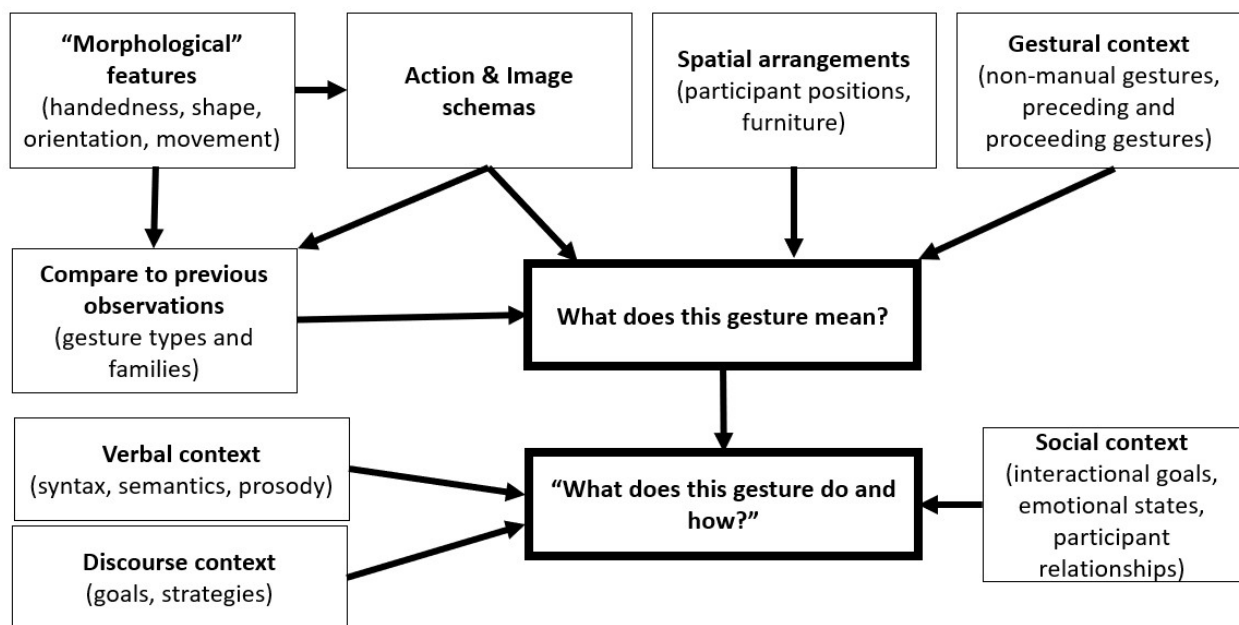 “Morphological”
features
(handedness, shape,
orientation, movement)
Action & Image
schemas
Spatial arrangements
(participant positions,
furniture)
Gestural context
(non-manual gestures,
preceding and
proceeding gestures)
Compare to previous
observations
(gesture types and
families)
What does this gesture mean?
Verbal context
(syntax, semantics, prosody)
“What does this gesture do and
how?”
Social context
(interactional goals,
emotional states,
participant
relationships)
Discourse context
(goals, strategies)